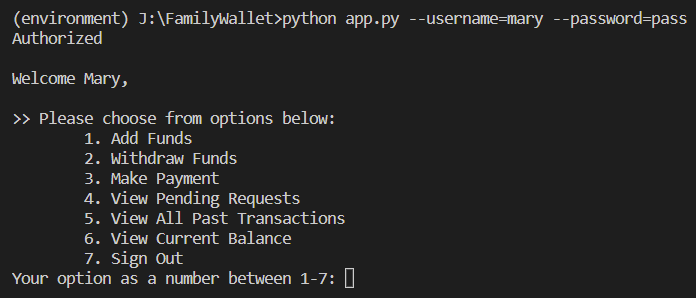 (environment) J:\FamilyWallet>python app.py --username=mary --password=pass
Authorized
Welcome Mary,
>> Please choose from options below:
1. Add Funds
2. Withdraw Funds
3. Make Payment
4. View Pending Requests
5. View All Past Transactions
6. View Current Balance
7. Sign Out
Your option as a number between 1-7: